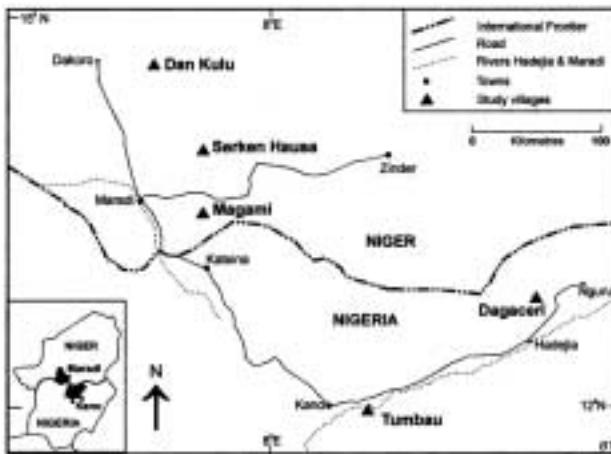 15° N
8°E
International Frontier
Road
Rivers Hadejia & Maradi
Towns
Study villages
0
100
Kilometres
Dakoro
Dan Kulu
Serken Hausa
Zinder
Maradi
Magami
NIGER
Katsina
NIGERIA
Dagaceri
Nguru
Hadejia
Kano
Tumbau
12°N
8°E
N
NIGER
Maradi
Kano
NIGERIA